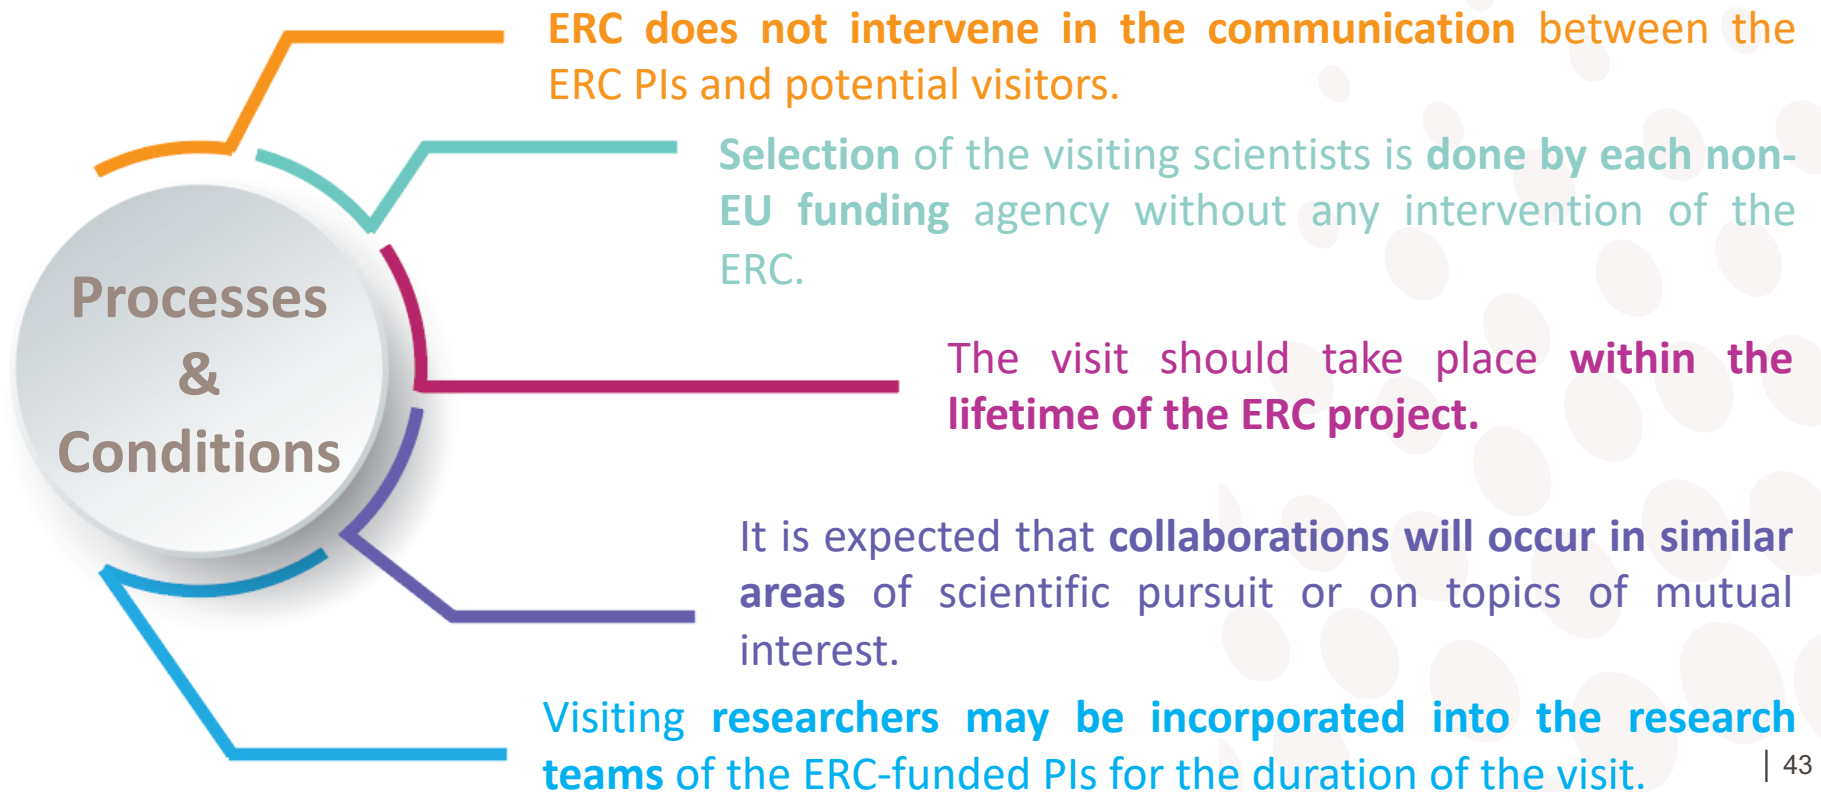 ERC does not intervene in the communication between the
ERC PIs and potential visitors.
Selection of the visiting scientists is done by each non-
EU funding agency without any intervention of the
ERC.
Processes
&
Conditions
The visit should take place within the
lifetime of the ERC project.
It is expected that collaborations will occur in similar
areas of scientific pursuit or on topics of mutual
interest.
Visiting researchers may be incorporated into the research
teams of the ERC-funded PIs for the duration of the visit.
| 43